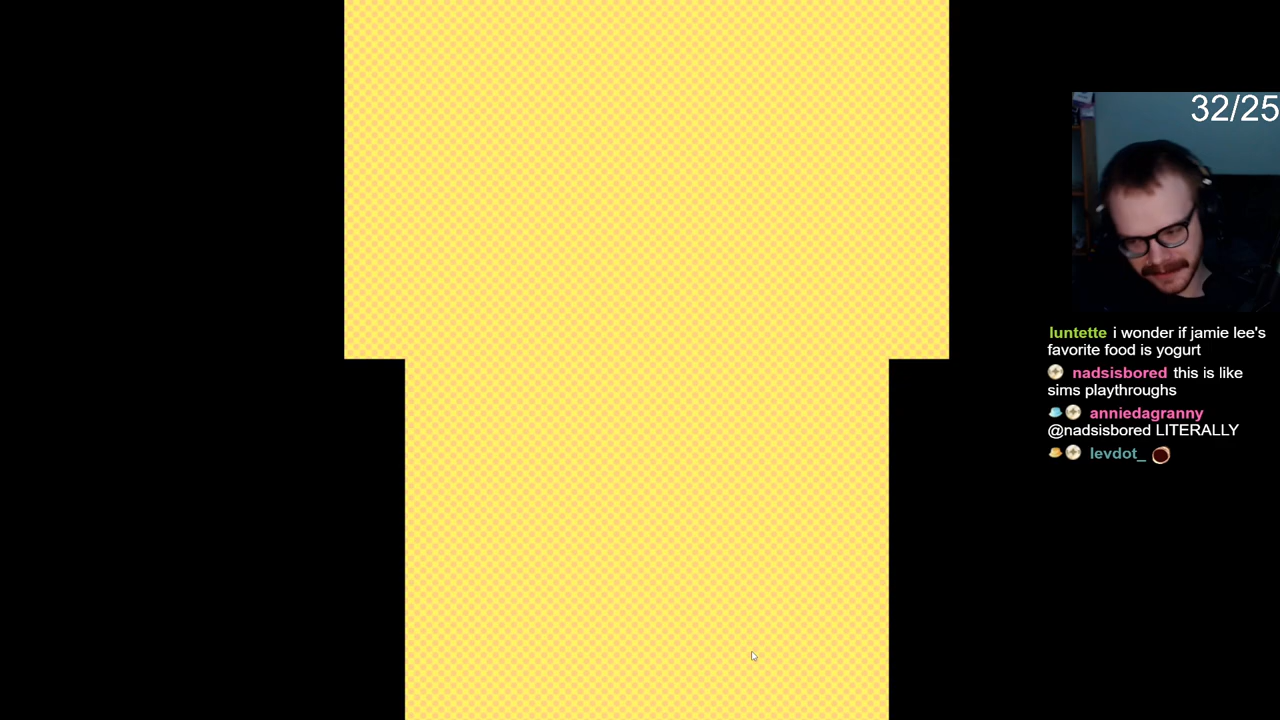 32/25
luntette i wonder if jamie lee's
favorite food is yogurt
nadsisbored this is like
sims playthroughs
anniedagranny
@nadsisbored LITERALLY
levdot_